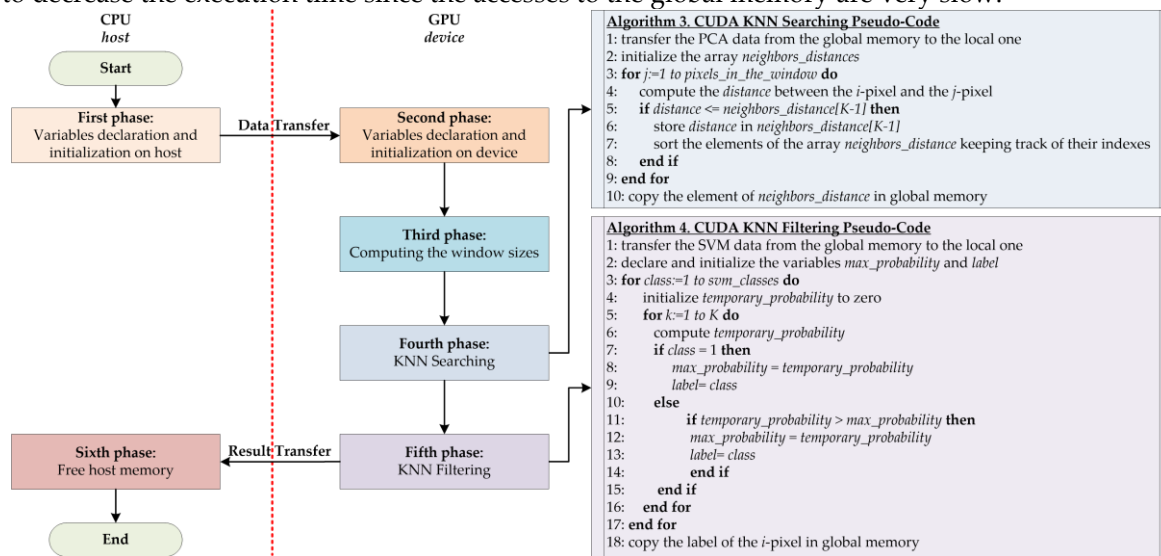 to decrease the execution time since the accesses to the global memory are very slow.
CPU
host
GPU
device
Start
First phase:
Variables declaration and
initialization on host
Data Transfer
Second phase:
Variables declaration and
initialization on device
Third phase:
Computing the window sizes
Fourth phase:
KNN Searching
Fifth phase:
KNN Filtering
Result Transfer
Sixth phase:
Free host memory
End
Algorithm 3. CUDA KNN Searching Pseudo-Code
1: transfer the PCA data from the global memory to the local one
2: initialize the array neighbors_distances
3: for j:=1 to pixels_in_the_window do
4: compute the distance between the i-pixel and the j-pixel
5: if distance <= neighbors_distance[K-1] then
6: store distance in neighbors_distance[K-1]
7: sort the elements of the array neighbors_distance keeping track of their indexes
8: end if
9: end for
10: copy the element of neighbors_distance in global memory
Algorithm 4. CUDA KNN Filtering Pseudo-Code
1: transfer the SVM data from the global memory to the local one
2: declare and initialize the variables max_probability and label
3: for class:=1 to svm_classes do
4: initialize temporary_probability to zero
5: for k:=1 to K do
6: compute temporary_probability
7: if class = 1 then
8: max_probability = temporary_probability
9: label= class
10: else
11: if temporary_probability > max_probability then
12: max_probability = temporary_probability
13: label= class
14: end if
15: end if
16: end for
17: end for
18: copy the label of the i-pixel in global memory